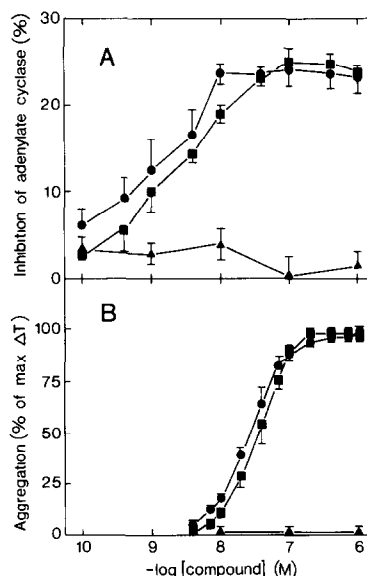 A
Inhibition of adenylate cyclase (%)
30
20
10
0
B
Aggregation (% of max ΔT)
100
75
50
25
0
10 9 8 7 6
-log [compound] (M)